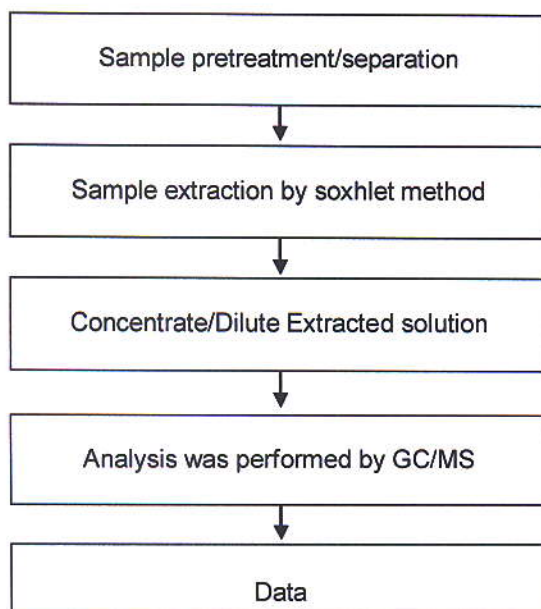 Sample pretreatment/separation
Sample extraction by soxhlet method
Concentrate/Dilute Extracted solution
Analysis was performed by GC/MS
Data